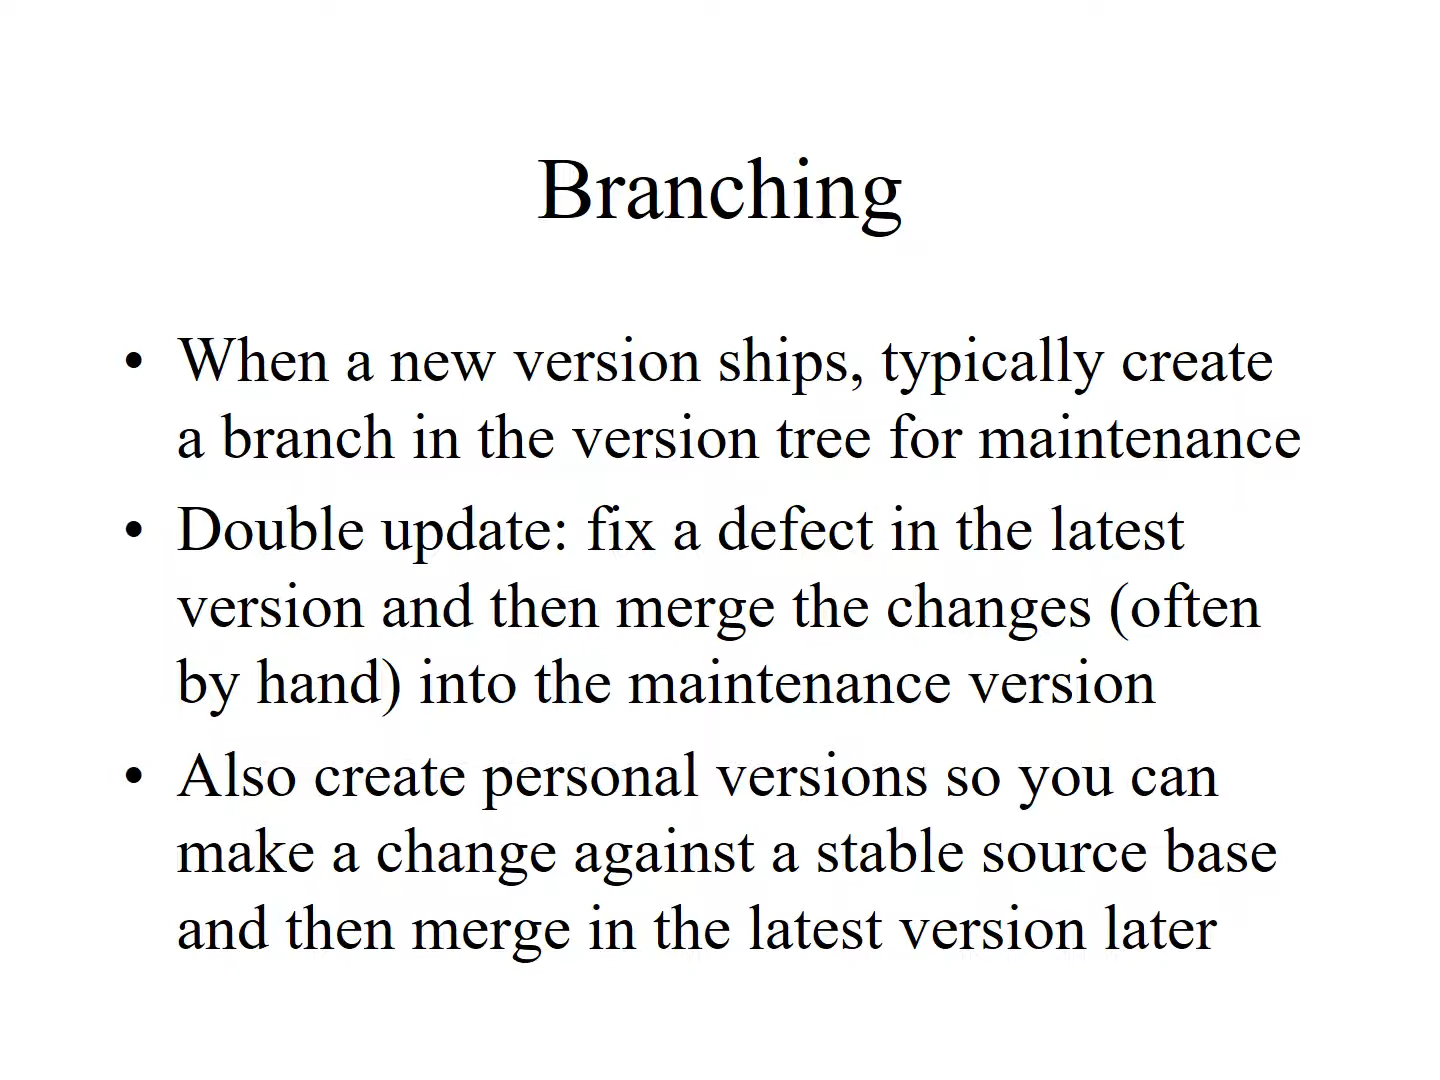 Branching
• When a new version ships, typically create
a branch in the version tree for maintenance
• Double update: fix a defect in the latest
version and then merge the changes (often
by hand) into the maintenance version
• Also create personal versions so you can
make a change against a stable source base
and then merge in the latest version later